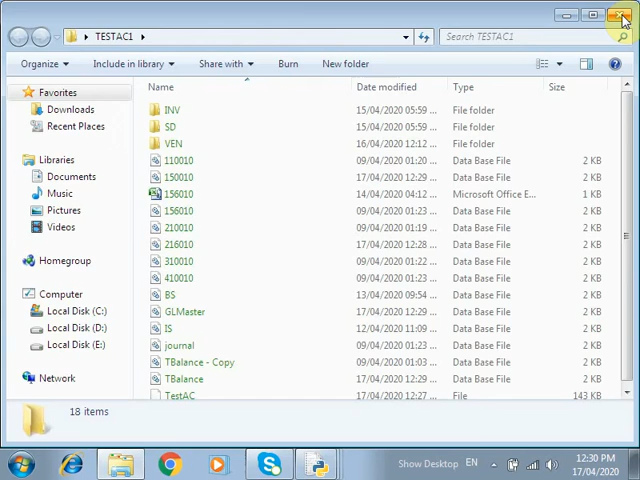 TESTAC1
Search TESTAC1
Organize Include in library Share with Burn New folder
Name Date modified Type Size
Favorites
Downloads
Recent Places
Libraries
Documents
Music
Pictures
Videos
Homegroup
Computer
Local Disk (C:)
Local Disk (D:)
Local Disk (E:)
Network
INV 15/04/2020 05:59 ... File folder
SD 15/04/2020 05:59 ... File folder
VEN 16/04/2020 12:12 ... File folder
110010 09/04/2020 01:20 ... Data Base File 2 KB
150010 09/04/2020 01:23 ... Data Base File 2 KB
156010 14/04/2020 04:12 ... Microsoft Office E... 1 KB
156010 09/04/2020 01:23 ... Data Base File 2 KB
210010 09/04/2020 01:19 ... Data Base File 2 KB
216010 17/04/2020 12:28 ... Data Base File 2 KB
310010 09/04/2020 01:22 ... Data Base File 2 KB
410010 09/04/2020 01:23 ... Data Base File 2 KB
BS 13/04/2020 09:54 ... Data Base File 2 KB
GLMaster 17/04/2020 12:29 ... Data Base File 2 KB
IS 12/04/2020 11:09 ... Data Base File 2 KB
journal 09/04/2020 01:23 ... Data Base File 2 KB
TBalance - Copy 09/04/2020 01:03 ... Data Base File 2 KB
TBalance 17/04/2020 12:29 ... Data Base File 2 KB
TestAC 17/04/2020 12:27 ... File 143 KB
18 items
Show Desktop EN
12:30 PM
17/04/2020